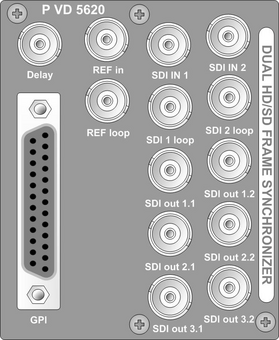 P VD 5620
Delay
REF in
SDI IN 1
SDI IN 2
REF loop
SDI 1 loop
SDI 2 loop
SDI out 1.1
SDI out 1.2
SDI out 2.1
SDI out 2.2
SDI out 3.1
SDI out 3.2
GPI
DUAL HD/SD FRAME SYNCHRONIZER